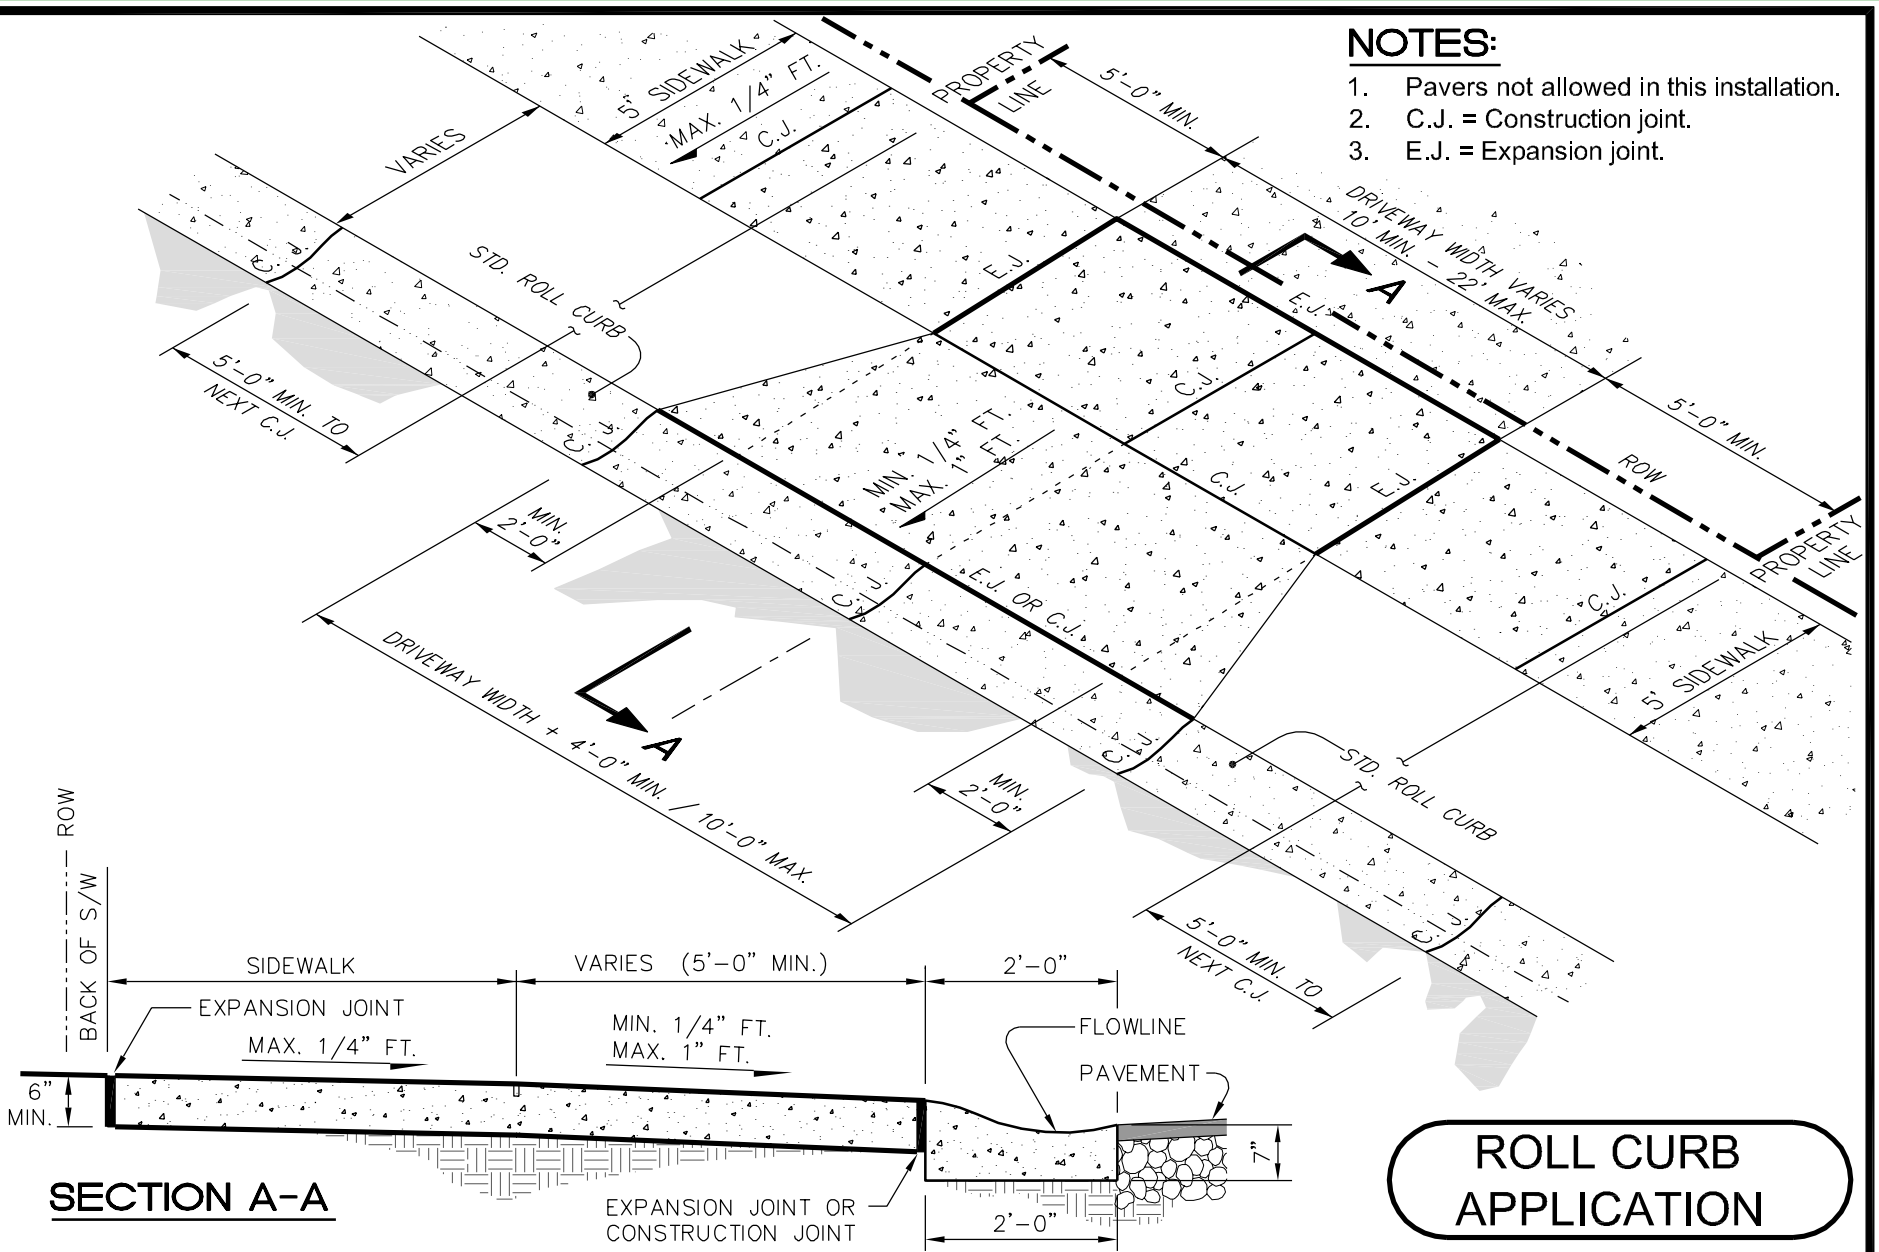 NOTES:
1. Pavers not allowed in this installation.
2. C.J. = Construction joint.
3. E.J. = Expansion joint.
5' SIDEWALK
MAX. 1/4" FT.
C.J.
PROPERTY
LINE
5'-0" MIN.
VARIES
DRIVEWAY WIDTH VARIES
10' MIN. - 22' MAX.
A
STD. ROLL CURB
C.J.
E.J.
E.J.
5'-0" MIN. TO
NEXT C.J.
C.J.
C.J.
MIN. 1/4" FT.
MAX. 1" FT.
C.J.
E.J.
5'-0" MIN.
ROW
PROPERTY
LINE
MIN.
2'-0"
E.J. OR C.J.
C.J.
C.J.
5' SIDEWALK
DRIVEWAY WIDTH + 4'-0" MIN. / 10'-0" MAX.
A
C.J.
MIN.
2'-0"
STD. ROLL CURB
C.J.
5'-0" MIN. TO
NEXT C.J.
ROW
BACK OF S/W
SIDEWALK
VARIES (5'-0" MIN.)
2'-0"
EXPANSION JOINT
MAX. 1/4" FT.
MIN. 1/4" FT.
MAX. 1" FT.
FLOWLINE
PAVEMENT
6"
MIN.
7"
SECTION A-A
EXPANSION JOINT OR
CONSTRUCTION JOINT
2'-0"
ROLL CURB
APPLICATION